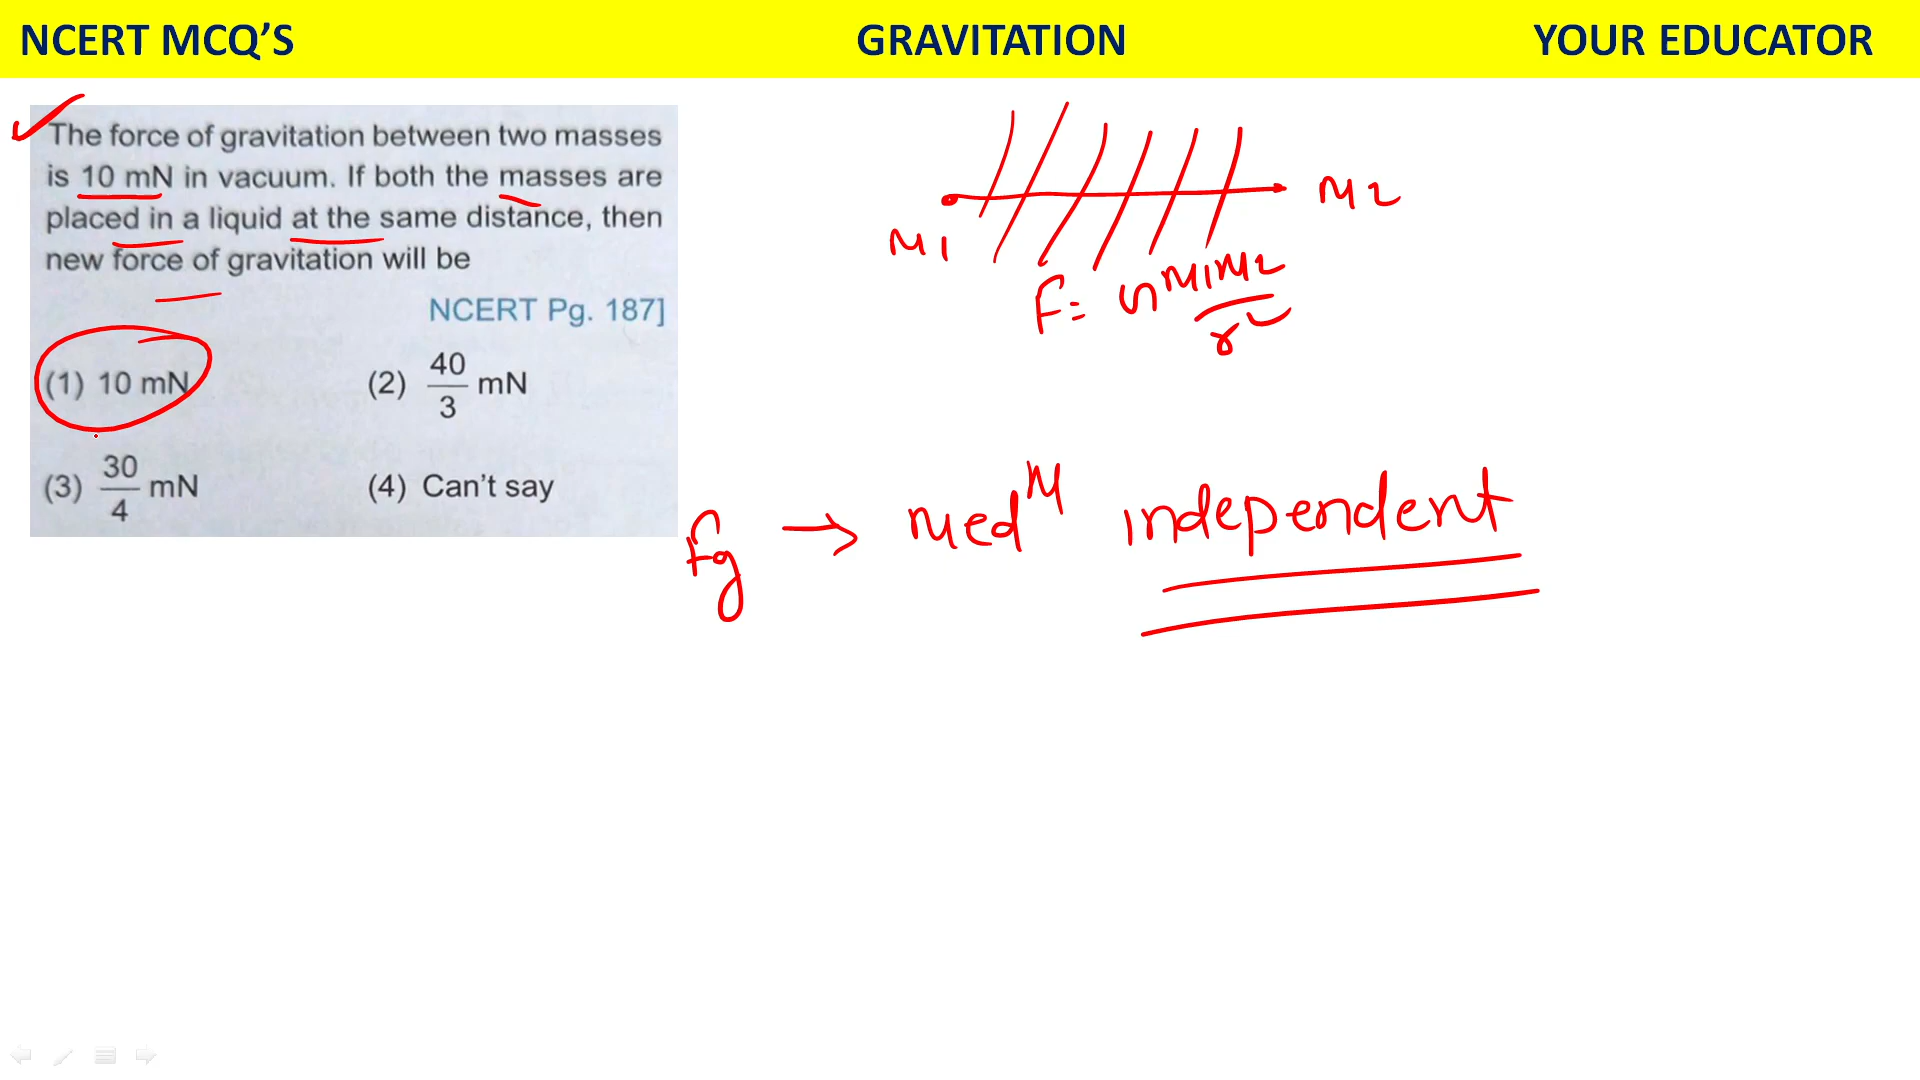 NCERT MCQ’S GRAVITATION YOUR EDUCATOR
The force of gravitation between two masses
is 10 mN in vacuum. If both the masses are
placed in a liquid at the same distance, then
new force of gravitation will be
NCERT Pg. 187]
(1) 10 mN (2) 40/3 mN
(3) 30/4 mN (4) Can’t say
M1 M2
F = G M1M2/r²
Fg → medM independent